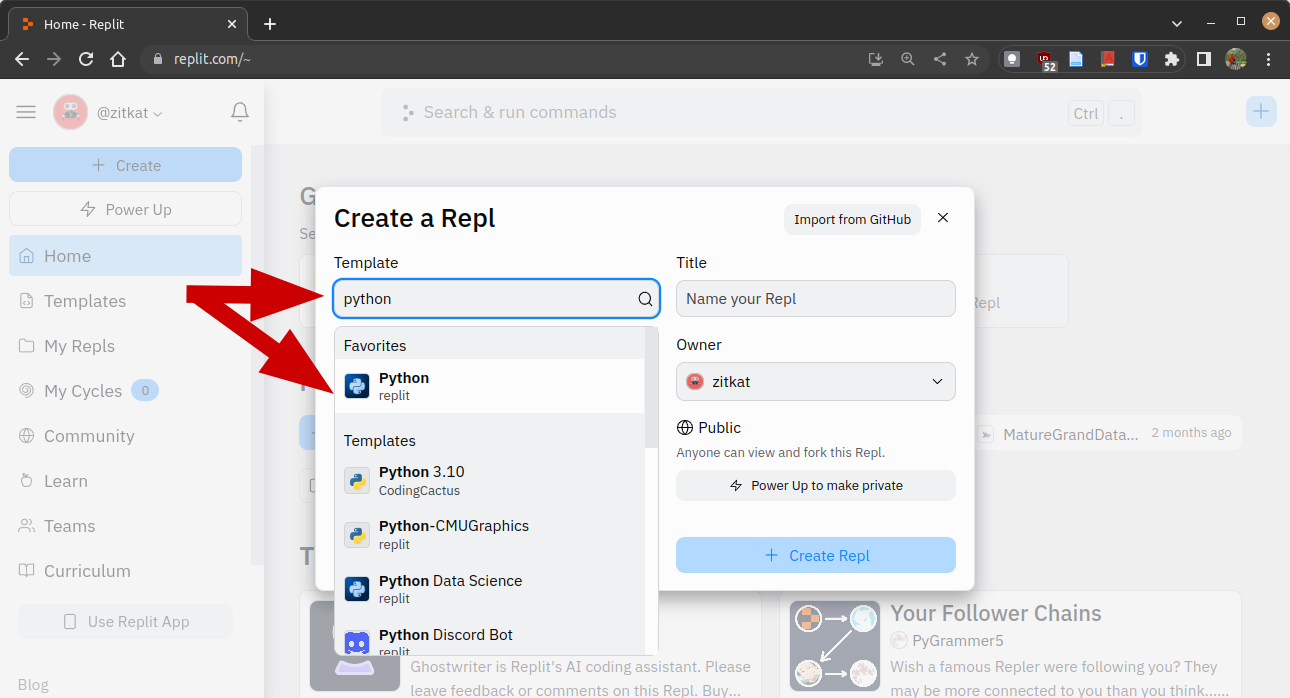 Home - Replit
replit.com/~
52
@zitkat
Search & run commands
Ctrl
.
+ Create
Power Up
Home
Templates
My Repls
My Cycles 0
Community
Learn
Teams
Curriculum
Use Replit App
Blog
G
Se
Repl
Create a Repl
Import from GitHub
Template
python
Favorites
Python
replit
Templates
Python 3.10
CodingCactus
Python-CMUGraphics
replit
Python Data Science
replit
Python Discord Bot
replit
Title
Name your Repl
Owner
zitkat
Public
Anyone can view and fork this Repl.
Power Up to make private
+ Create Repl
MatureGrandData...
2 months ago
T
Ghostwriter is Replit's AI coding assistant. Please
leave feedback or comments on this Repl. Buy...
Your Follower Chains
PyGrammer5
Wish a famous Repler were following you? They
may be more connected to you than you think......